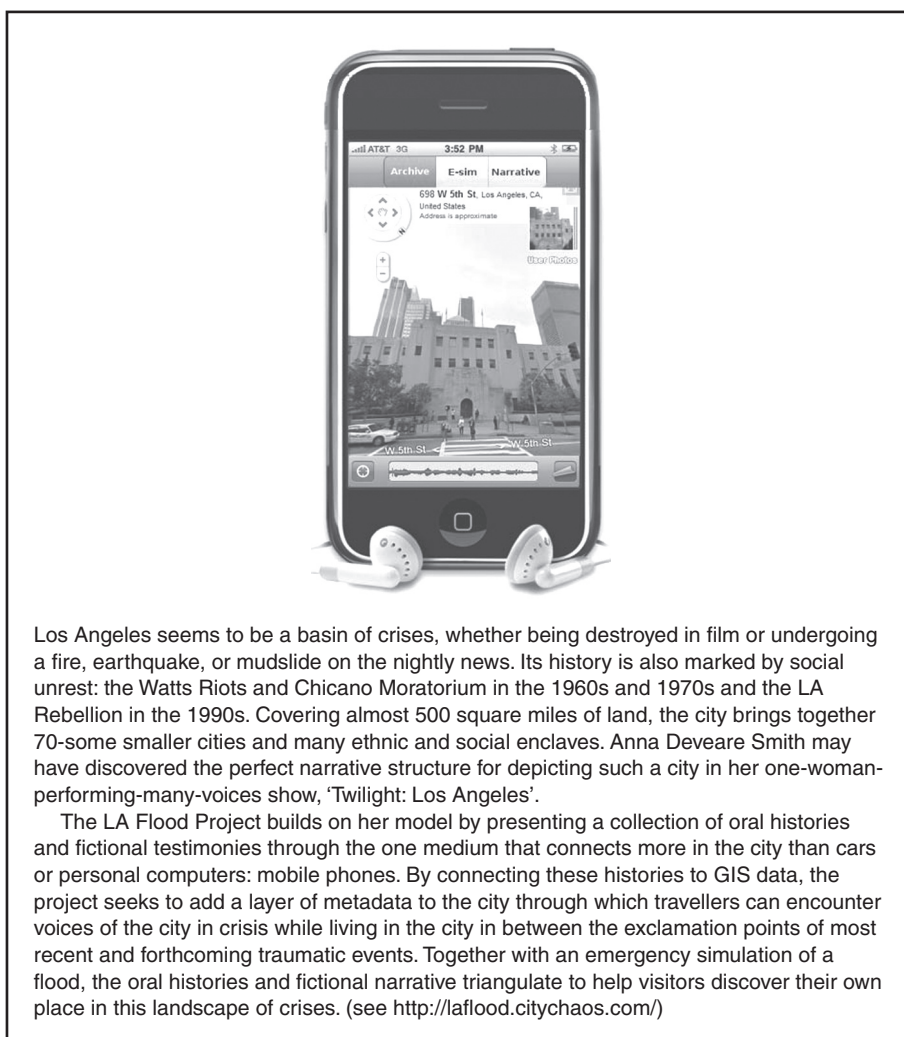 AT&T 3G 3:52 PM
Archive E-sim Narrative
698 W 5th St, Los Angeles, CA,
United States
Address is approximate
User Photos
W 5th St W 5th St
Los Angeles seems to be a basin of crises, whether being destroyed in film or undergoing
a fire, earthquake, or mudslide on the nightly news. Its history is also marked by social
unrest: the Watts Riots and Chicano Moratorium in the 1960s and 1970s and the LA
Rebellion in the 1990s. Covering almost 500 square miles of land, the city brings together
70-some smaller cities and many ethnic and social enclaves. Anna Deveare Smith may
have discovered the perfect narrative structure for depicting such a city in her one-woman-
performing-many-voices show, ‘Twilight: Los Angeles’.
The LA Flood Project builds on her model by presenting a collection of oral histories
and fictional testimonies through the one medium that connects more in the city than cars
or personal computers: mobile phones. By connecting these histories to GIS data, the
project seeks to add a layer of metadata to the city through which travellers can encounter
voices of the city in crisis while living in the city in between the exclamation points of most
recent and forthcoming traumatic events. Together with an emergency simulation of a
flood, the oral histories and fictional narrative triangulate to help visitors discover their own
place in this landscape of crises. (see http://laflood.citychaos.com/)